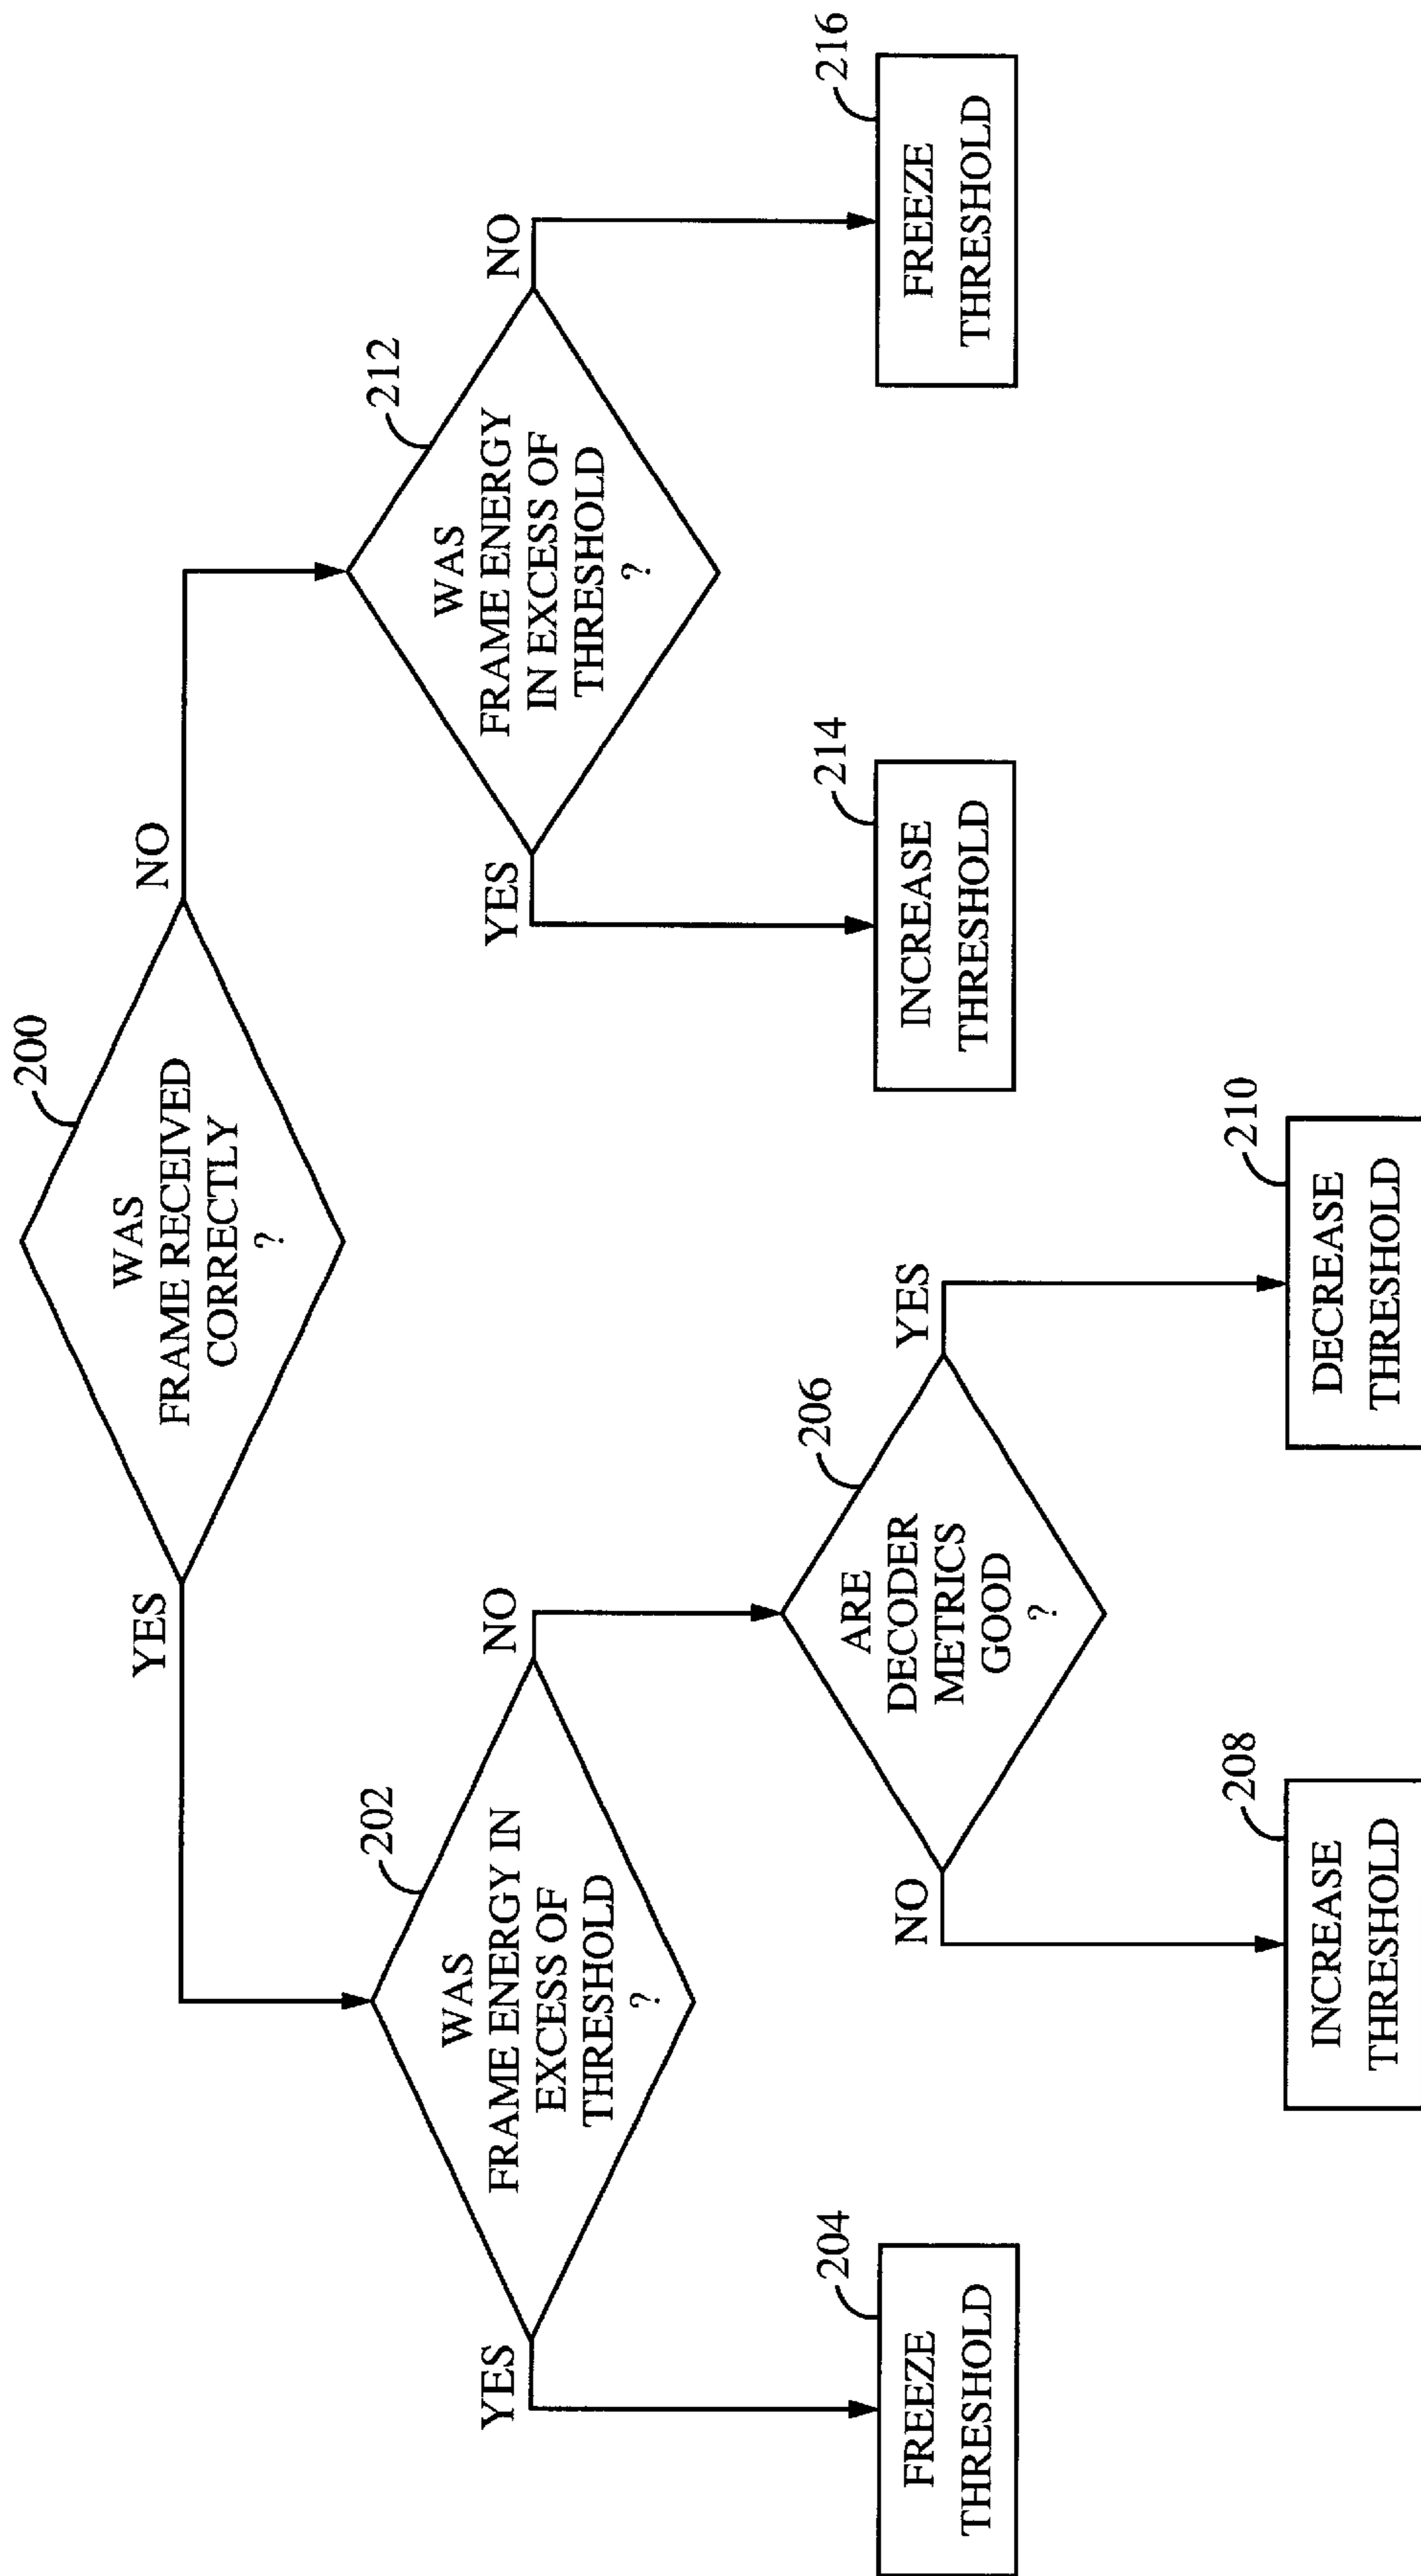 200
WAS
FRAME RECEIVED
CORRECTLY
?
YES
NO
202
WAS
FRAME ENERGY IN
EXCESS OF
THRESHOLD
?
YES
NO
212
WAS
FRAME ENERGY
IN EXCESS OF
THRESHOLD
?
YES
NO
204
FREEZE
THRESHOLD
206
ARE
DECODER
METRICS
GOOD
?
NO
YES
214
INCREASE
THRESHOLD
216
FREEZE
THRESHOLD
208
INCREASE
THRESHOLD
210
DECREASE
THRESHOLD